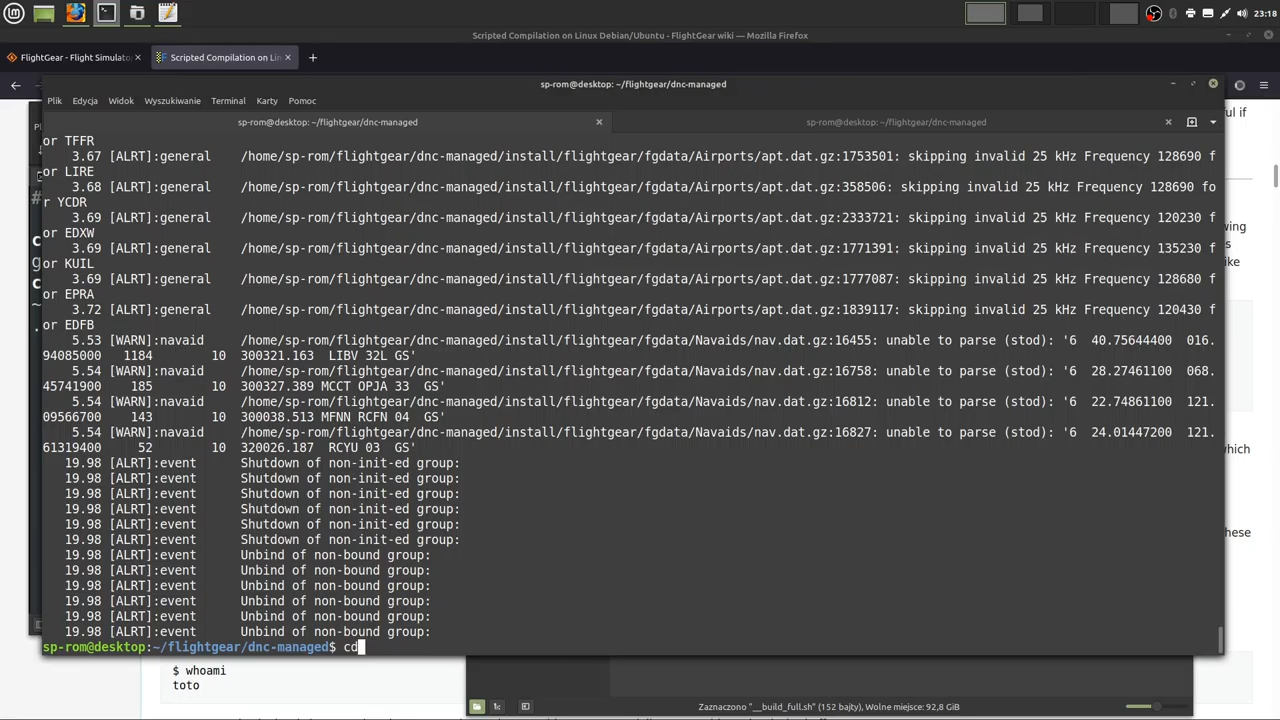 23:18
Scripted Compilation on Linux Debian/Ubuntu - FlightGear wiki — Mozilla Firefox
FlightGear - Flight Simulato
Scripted Compilation on Lin
sp-rom@desktop: ~/flightgear/dnc-managed
Plik Edycja Widok Wyszukiwanie Terminal Karty Pomoc
sp-rom@desktop: ~/flightgear/dnc-managed sp-rom@desktop: ~/flightgear/dnc-managed
or TFFR
3.67 [ALRT]:general /home/sp-rom/flightgear/dnc-managed/install/flightgear/fgdata/Airports/apt.dat.gz:1753501: skipping invalid 25 kHz Frequency 128690 f
or LIRE
3.68 [ALRT]:general /home/sp-rom/flightgear/dnc-managed/install/flightgear/fgdata/Airports/apt.dat.gz:358506: skipping invalid 25 kHz Frequency 128690 fo
r YCDR
3.69 [ALRT]:general /home/sp-rom/flightgear/dnc-managed/install/flightgear/fgdata/Airports/apt.dat.gz:2333721: skipping invalid 25 kHz Frequency 120230 f
or EDXW
3.69 [ALRT]:general /home/sp-rom/flightgear/dnc-managed/install/flightgear/fgdata/Airports/apt.dat.gz:1771391: skipping invalid 25 kHz Frequency 135230 f
or KUIL
3.69 [ALRT]:general /home/sp-rom/flightgear/dnc-managed/install/flightgear/fgdata/Airports/apt.dat.gz:1777087: skipping invalid 25 kHz Frequency 128680 f
or EPRA
3.72 [ALRT]:general /home/sp-rom/flightgear/dnc-managed/install/flightgear/fgdata/Airports/apt.dat.gz:1839117: skipping invalid 25 kHz Frequency 120430 f
or EDFB
5.53 [WARN]:navaid /home/sp-rom/flightgear/dnc-managed/install/flightgear/fgdata/Navaids/nav.dat.gz:16455: unable to parse (stod): '6 40.75644400 016.
94085000 1184 10 300321.163 LIBV 32L GS'
5.54 [WARN]:navaid /home/sp-rom/flightgear/dnc-managed/install/flightgear/fgdata/Navaids/nav.dat.gz:16758: unable to parse (stod): '6 28.27461100 068.
45741900 185 10 300327.389 MCCT OPJA 33 GS'
5.54 [WARN]:navaid /home/sp-rom/flightgear/dnc-managed/install/flightgear/fgdata/Navaids/nav.dat.gz:16812: unable to parse (stod): '6 22.74861100 121.
09566700 143 10 300038.513 MFNN RCFN 04 GS'
5.54 [WARN]:navaid /home/sp-rom/flightgear/dnc-managed/install/flightgear/fgdata/Navaids/nav.dat.gz:16827: unable to parse (stod): '6 24.01447200 121.
61319400 52 10 320026.187 RCYU 03 GS'
19.98 [ALRT]:event Shutdown of non-init-ed group:
19.98 [ALRT]:event Shutdown of non-init-ed group:
19.98 [ALRT]:event Shutdown of non-init-ed group:
19.98 [ALRT]:event Shutdown of non-init-ed group:
19.98 [ALRT]:event Shutdown of non-init-ed group:
19.98 [ALRT]:event Shutdown of non-init-ed group:
19.98 [ALRT]:event Unbind of non-bound group:
19.98 [ALRT]:event Unbind of non-bound group:
19.98 [ALRT]:event Unbind of non-bound group:
19.98 [ALRT]:event Unbind of non-bound group:
19.98 [ALRT]:event Unbind of non-bound group:
19.98 [ALRT]:event Unbind of non-bound group:
sp-rom@desktop:~/flightgear/dnc-managed$ cd
$ whoami
toto
Zaznaczono "__build_full.sh" (152 bajty), Wolne miejsce: 92,8 GiB
ful if
wing
s
like
which
hese